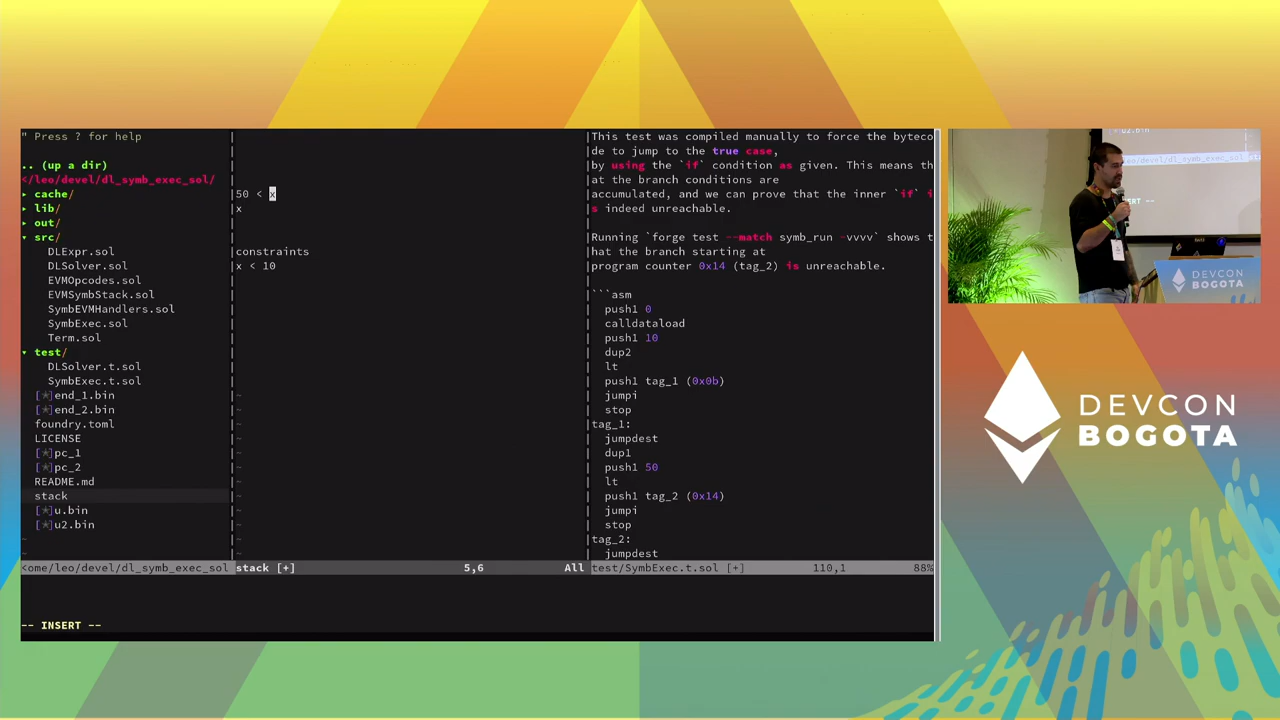 " Press ? for help
.. (up a dir)
</leo/devel/dl_symb_exec_sol/
▸ cache/
▸ lib/
▸ out/
▾ src/
DLExpr.sol
DLSolver.sol
EVMOpcodes.sol
EVMSymbStack.sol
SymbEVMHandlers.sol
SymbExec.sol
Term.sol
▾ test/
DLSolver.t.sol
SymbExec.t.sol
[*]end_1.bin
[*]end_2.bin
foundry.toml
LICENSE
[*]pc_1
[*]pc_2
README.md
stack
[*]u.bin
[*]u2.bin
~
~
<ome/leo/devel/dl_symb_exec_sol
50 < x
x
constraints
x < 10
~
~
~
~
~
~
~
~
~
~
~
~
stack [+] 5,6 All
This test was compiled manually to force the byteco
de to jump to the true case,
by using the `if` condition as given. This means th
at the branch conditions are
accumulated, and we can prove that the inner `if` i
s indeed unreachable.
Running `forge test --match symb_run -vvvv` shows t
hat the branch starting at
program counter 0x14 (tag_2) is unreachable.
```asm
push1 0
calldataload
push1 10
dup2
lt
push1 tag_1 (0x0b)
jumpi
stop
tag_1:
jumpdest
dup1
push1 50
lt
push1 tag_2 (0x14)
jumpi
stop
tag_2:
jumpdest
test/SymbExec.t.sol [+] 110,1 88%
-- INSERT --
DEVCON
BOGOTA
DEVCON
BOGOTA